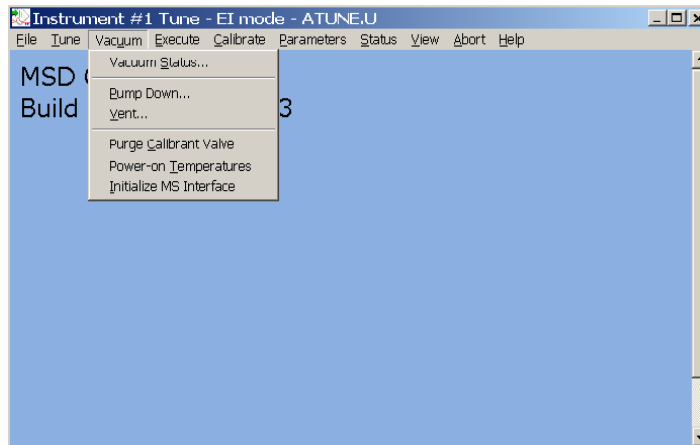 Instrument #1 Tune - EI mode - ATUNE.U
File Tune Vacuum Execute Calibrate Parameters Status View Abort Help
Vacuum Status...
MSD
Pump Down...
Build 3
Vent...
Purge Calibrant Valve
Power-on Temperatures
Initialize MS Interface